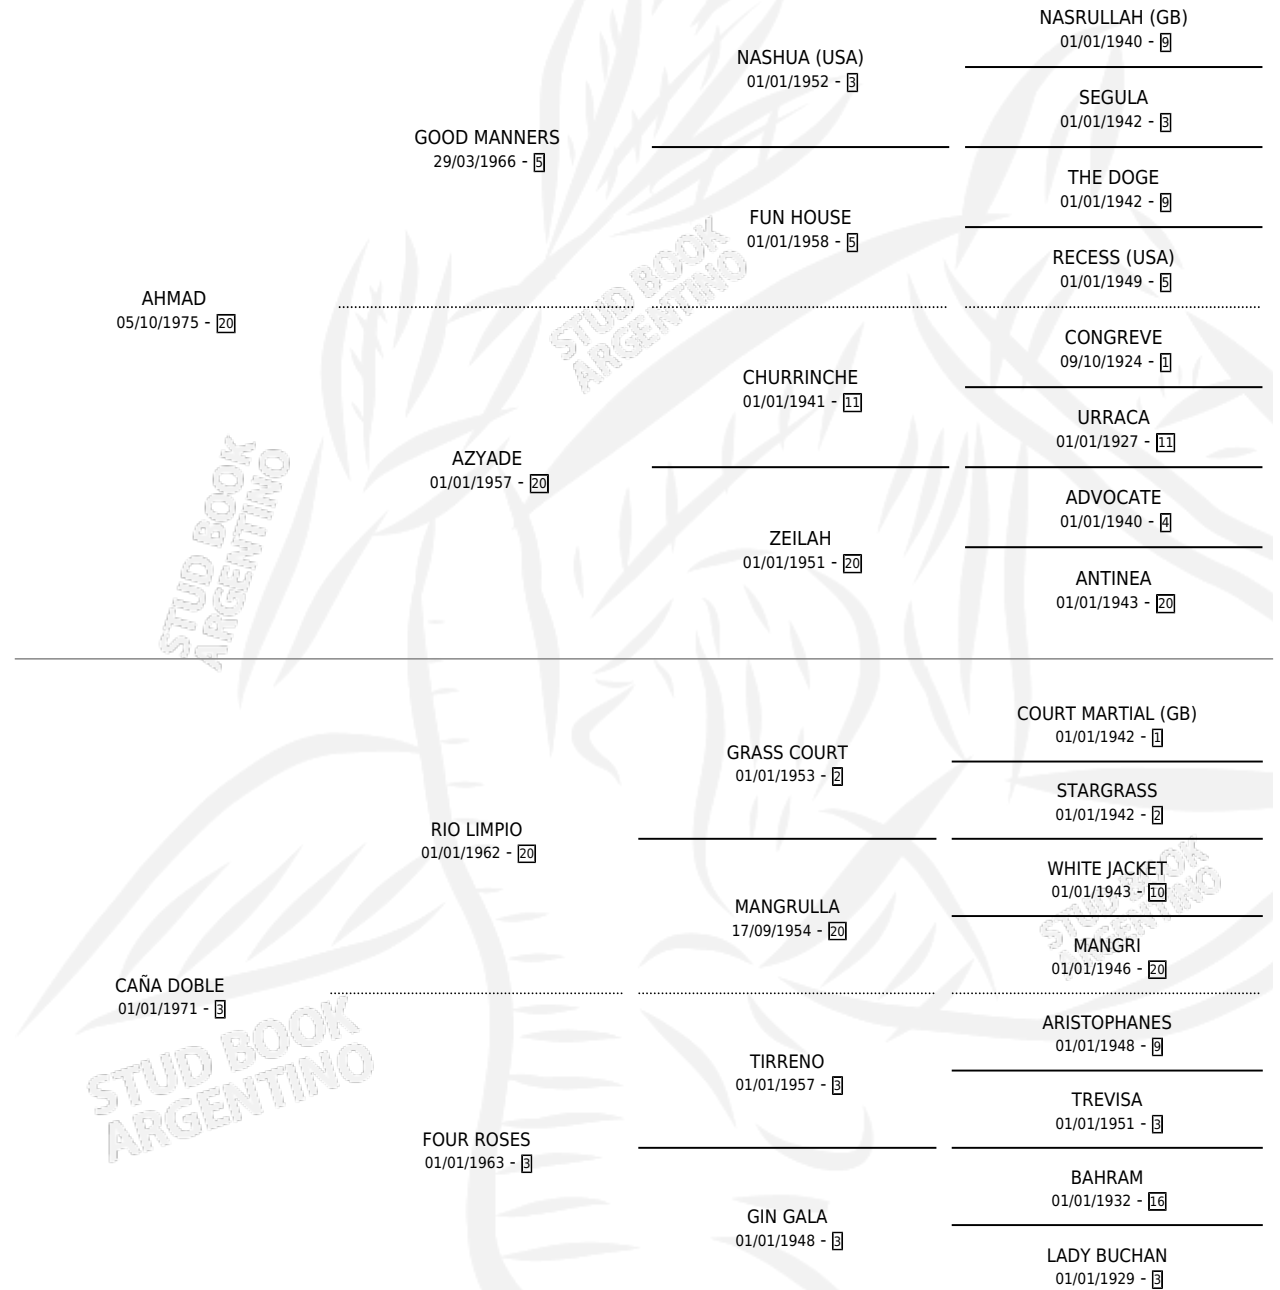 NASRULLAH (GB)
01/01/1940 - 9
NASHUA (USA)
01/01/1952 - 3
SEGULA
01/01/1942 - 3
GOOD MANNERS
29/03/1966 - 5
THE DOGE
01/01/1942 - 9
FUN HOUSE
01/01/1958 - 5
RECESS (USA)
01/01/1949 - 5
AHMAD
05/10/1975 - 20
CONGREVE
09/10/1924 - 1
CHURRINCHE
01/01/1941 - 11
URRACA
01/01/1927 - 11
AZYADE
01/01/1957 - 20
ADVOCATE
01/01/1940 - 4
ZEILAH
01/01/1951 - 20
ANTINEA
01/01/1943 - 20
STUD BOOK
ARGENTINO
STUD BOOK
ARGENTINO
COURT MARTIAL (GB)
01/01/1942 - 1
GRASS COURT
01/01/1953 - 2
STARGRASS
01/01/1942 - 2
RIO LIMPIO
01/01/1962 - 20
WHITE JACKET
01/01/1943 - 10
MANGRULLA
17/09/1954 - 20
MANGRI
01/01/1946 - 20
STUD BOOK
ARGENTINO
CAÑA DOBLE
01/01/1971 - 3
ARISTOPHANES
01/01/1948 - 9
TIRRENO
01/01/1957 - 3
TREVISA
01/01/1951 - 3
STUD BOOK
ARGENTINO
FOUR ROSES
01/01/1963 - 3
BAHRAM
01/01/1932 - 16
GIN GALA
01/01/1948 - 3
LADY BUCHAN
01/01/1929 - 3